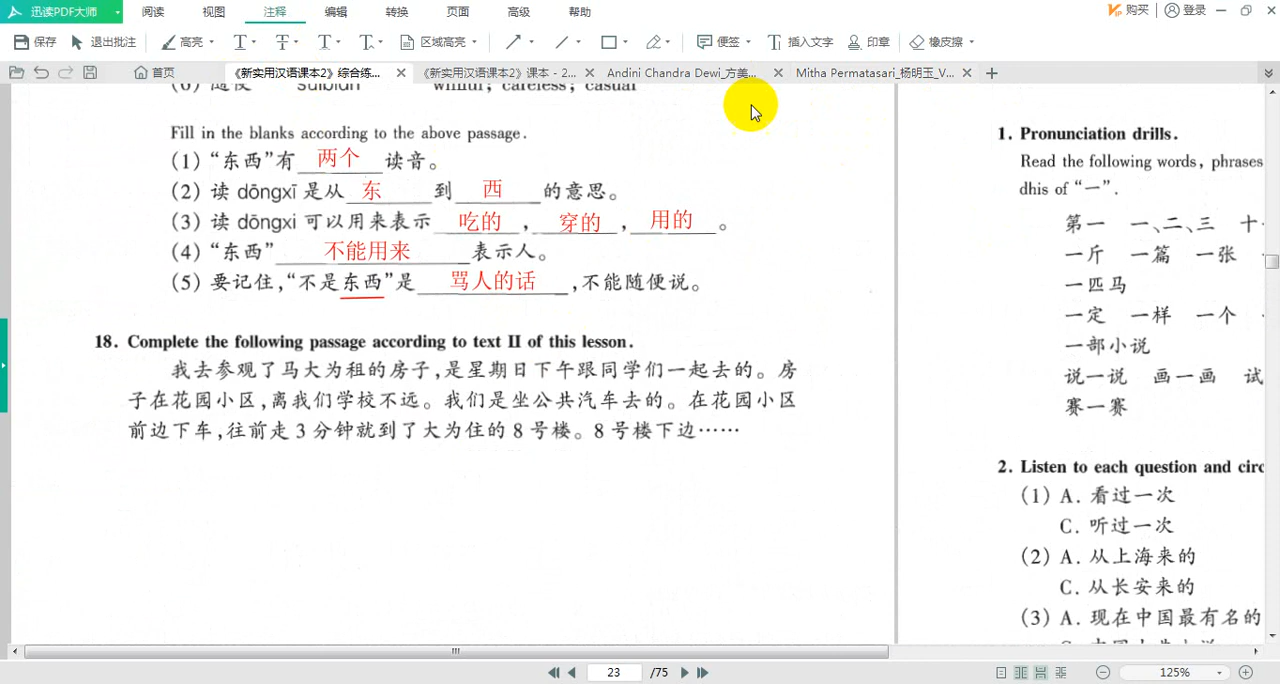 迅读PDF大师
阅读
视图
注释
编辑
转换
页面
高级
帮助
购买
登录
保存
退出批注
高亮
区域高亮
便签
插入文字
印章
橡皮擦
首页
《新实用汉语课本2》综合练...
《新实用汉语课本2》课本 - 2...
Andini Chandra Dewi_方美...
Mitha Permatasari_杨明玉_V...
(6) 随便 suíbiàn wilful; careless; casual
Fill in the blanks according to the above passage.
(1) “东西”有 两个 读音。
(2) 读 dōngxī 是从 东 到 西 的意思。
(3) 读 dōngxi 可以用来表示 吃的 , 穿的 , 用的 。
(4) “东西” 不能用来 表示人。
(5) 要记住,“不是东西”是 骂人的话 ,不能随便说。
18. Complete the following passage according to text II of this lesson.
我去参观了马大为租的房子,是星期日下午跟同学们一起去的。房
子在花园小区,离我们学校不远。我们是坐公共汽车去的。在花园小区
前边下车,往前走 3 分钟就到了大为住的 8 号楼。8 号楼下边……
1. Pronunciation drills.
Read the following words, phrases
dhis of “一”.
第一 一、二、三 十
一斤 一篇 一张
一匹马
一定 一样 一个
一部小说
说一说 画一画 试
赛一赛
2. Listen to each question and circ
(1) A. 看过一次
C. 听过一次
(2) A. 从上海来的
C. 从长安来的
(3) A. 现在中国最有名的
23 /75
125%